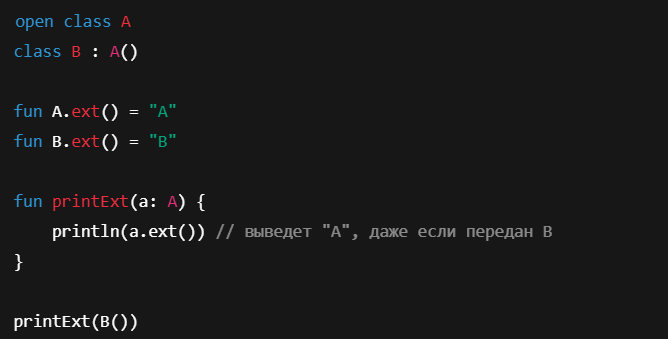 open class A
class B : A()
fun A.ext() = "A"
fun B.ext() = "B"
fun printExt(a: A) {
    println(a.ext()) // выведет "A", даже если передан B
}
printExt(B())